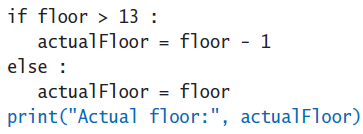 if floor > 13 :
   actualFloor = floor - 1
else :
   actualFloor = floor
print("Actual floor:", actualFloor)